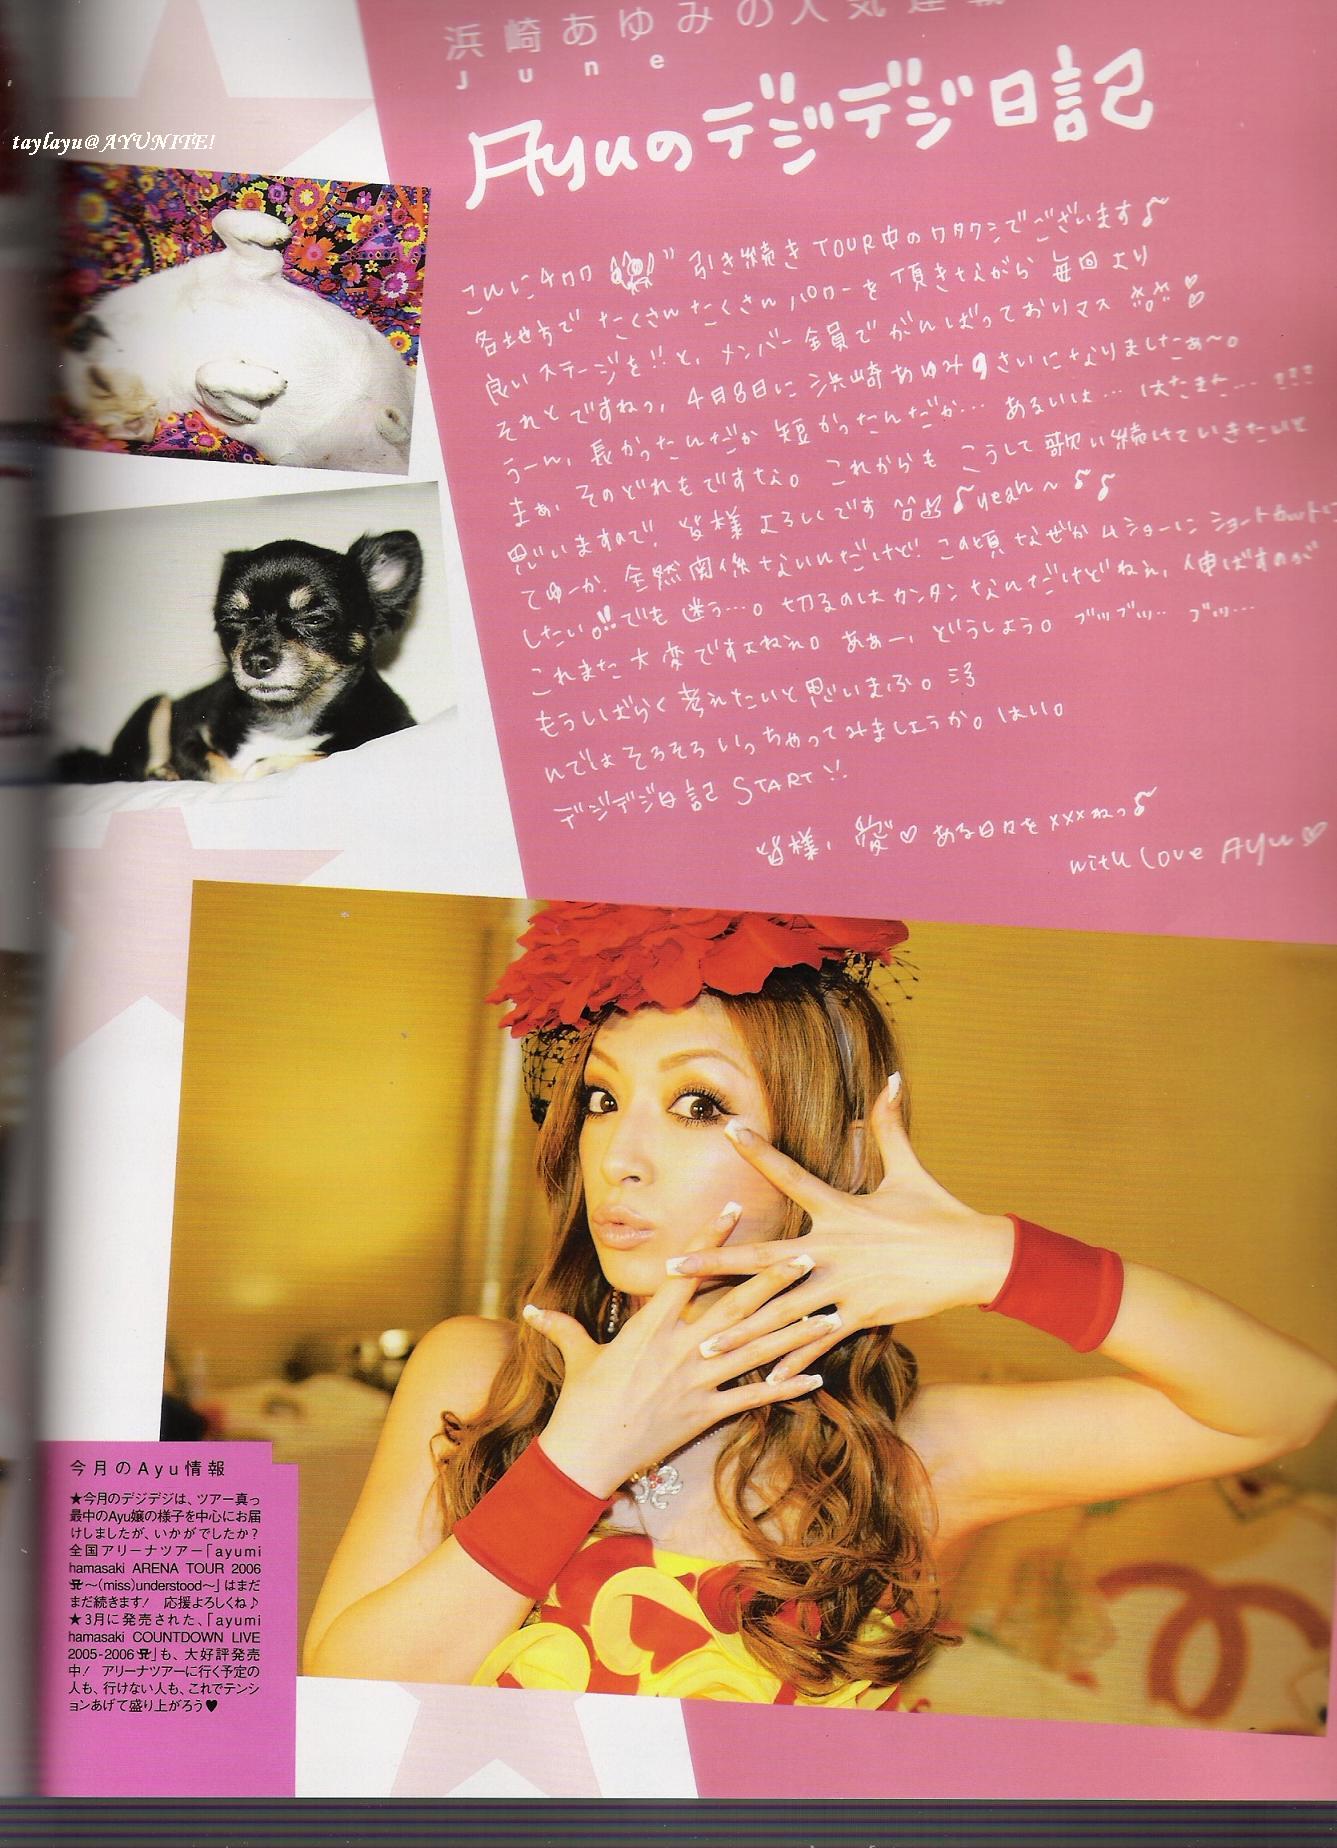 浜崎あゆみの人気連載
June
Ayuのデジデジ日記
taylayu@AYUNITE!
こんにチワワ 引き続き TOUR中のワタクシでございます♪
各地方で たくさんたくさん パワーを 頂きながら 毎回 より
良い ステージを!!と、メンバー 全員で がんばっておりマス
それとですねっ、4月8日に 浜崎あゆみ 9さいになりましたぁ〜。
うーん、長かったんだか 短かったんだか… あるいは… はたまた…!!!
まぁ、そのどれもですな。 これからも こうして 歌い続けていきたいと
思いますので、皆様 よろしくです ♪yeah〜♪♪
てゆーか、全然関係ないんだけど、この頃 なぜか ムショーに ショートカットに
したい。!!でも 迷う…。切るのは カンタン なんだけどねぇ、伸ばすのが
これまた 大変ですよねぇ。あぁー、どうしよう。ブッブッ… ブッ…
もうしばらく 考えたいと 思いまふ。
んでは そろそろ いっちゃってみましょうか。はい。
デジデジ日記 START!!
皆様、愛♡ある日々を×××ねっ♪
with Love Ayu♡
今月のAyu情報
★今月のデジデジは、ツアー真っ
最中のAyu嬢の様子を中心にお届
けしましたが、いかがでしたか?
全国アリーナツアー「ayumi
hamasaki ARENA TOUR 2006
〜(miss)understood〜」はまだ
まだ続きます! 応援よろしくね♪
★3月に発売された、「ayumi
hamasaki COUNTDOWN LIVE
2005-2006 」も、大好評発売
中! アリーナツアーに行く予定の
人も、行けない人も、これでテンシ
ョンあげて盛り上がろう♥